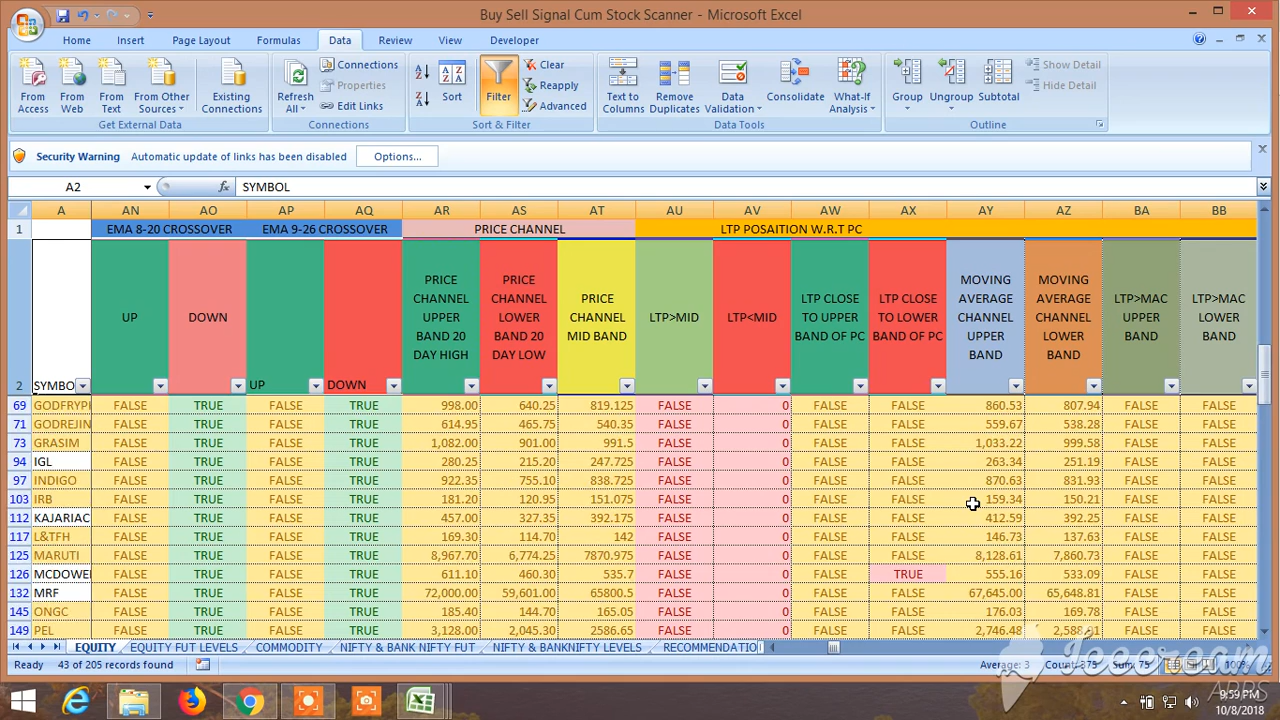 Buy Sell Signal Cum Stock Scanner - Microsoft Excel
Home Insert Page Layout Formulas Data Review View Developer
From Access
From Web
From Text
From Other Sources
Existing Connections
Get External Data
Refresh All
Connections
Properties
Edit Links
Connections
Sort
Filter
Clear
Reapply
Advanced
Sort & Filter
Text to Columns
Remove Duplicates
Data Validation
Consolidate
What-If Analysis
Data Tools
Group
Ungroup
Subtotal
Show Detail
Hide Detail
Outline
Security Warning Automatic update of links has been disabled Options...
A2 fx SYMBOL
A AN AO AP AQ AR AS AT AU AV AW AX AY AZ BA BB
1 EMA 8-20 CROSSOVER EMA 9-26 CROSSOVER PRICE CHANNEL LTP POSAITION W.R.T PC
2 SYMBO
UP
DOWN
UP
DOWN
PRICE CHANNEL UPPER BAND 20 DAY HIGH
PRICE CHANNEL LOWER BAND 20 DAY LOW
PRICE CHANNEL MID BAND
LTP>MID
LTP<MID
LTP CLOSE TO UPPER BAND OF PC
LTP CLOSE TO LOWER BAND OF PC
MOVING AVERAGE CHANNEL UPPER BAND
MOVING AVERAGE CHANNEL LOWER BAND
LTP>MAC UPPER BAND
LTP>MAC LOWER BAND
69 GODFRYPH FALSE TRUE FALSE TRUE 998.00 640.25 819.125 FALSE 0 FALSE FALSE 860.53 807.94 FALSE FALSE
71 GODREJIN FALSE TRUE FALSE TRUE 614.95 465.75 540.35 FALSE 0 FALSE FALSE 559.67 538.28 FALSE FALSE
73 GRASIM FALSE TRUE FALSE TRUE 1,082.00 901.00 991.5 FALSE 0 FALSE FALSE 1,033.22 999.58 FALSE FALSE
94 IGL FALSE TRUE FALSE TRUE 280.25 215.20 247.725 FALSE 0 FALSE FALSE 263.34 251.19 FALSE FALSE
97 INDIGO FALSE TRUE FALSE TRUE 922.35 755.10 838.725 FALSE 0 FALSE FALSE 870.63 831.93 FALSE FALSE
103 IRB FALSE TRUE FALSE TRUE 181.20 120.95 151.075 FALSE 0 FALSE FALSE 159.34 150.21 FALSE FALSE
112 KAJARIAC FALSE TRUE FALSE TRUE 457.00 327.35 392.175 FALSE 0 FALSE FALSE 412.59 392.25 FALSE FALSE
117 L&TFH FALSE TRUE FALSE TRUE 169.30 114.70 142 FALSE 0 FALSE FALSE 146.73 137.63 FALSE FALSE
125 MARUTI FALSE TRUE FALSE TRUE 8,967.70 6,774.25 7870.975 FALSE 0 FALSE FALSE 8,128.61 7,860.73 FALSE FALSE
126 MCDOWE FALSE TRUE FALSE TRUE 611.10 460.30 535.7 FALSE 0 FALSE TRUE 555.16 533.09 FALSE FALSE
132 MRF FALSE TRUE FALSE TRUE 72,000.00 59,601.00 65800.5 FALSE 0 FALSE FALSE 67,645.00 65,648.81 FALSE FALSE
145 ONGC FALSE TRUE FALSE TRUE 185.40 144.70 165.05 FALSE 0 FALSE FALSE 176.03 169.78 FALSE FALSE
149 PEL FALSE TRUE FALSE TRUE 3,128.00 2,045.30 2586.65 FALSE 0 FALSE FALSE 2,746.48 FALSE FALSE
EQUITY EQUITY FUT LEVELS COMMODITY NIFTY & BANK NIFTY FUT NIFTY & BANKNIFTY LEVELS RECOMMENDATIO
Ready 43 of 205 records found Average: 3 Count: 375 Sum: 75 100%
Icecream
APPS
9:59 PM
10/8/2018